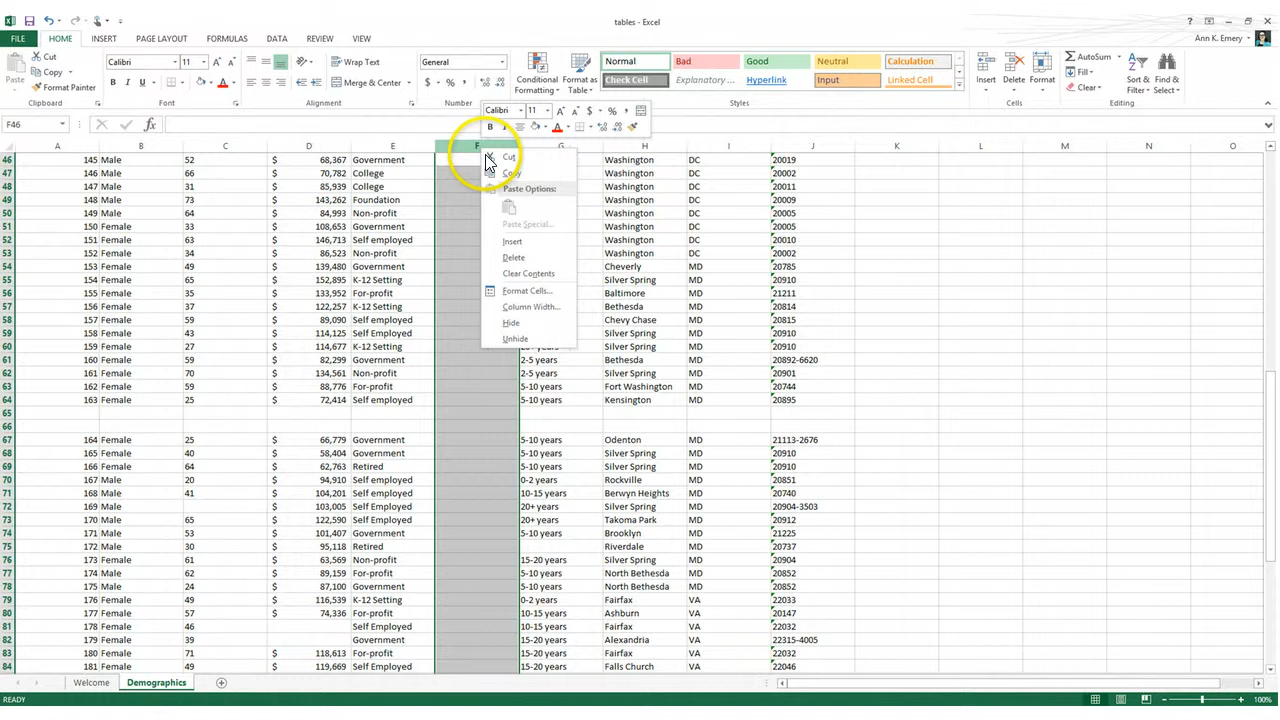 tables - Excel
FILE HOME INSERT PAGE LAYOUT FORMULAS DATA REVIEW VIEW Ann K. Emery
Paste Cut Copy Format Painter Clipboard
Calibri 11 B I U Font
Wrap Text Merge & Center Alignment
General $ % , Number
Conditional Formatting Format as Table
Normal Bad Good Neutral Calculation
Check Cell Explanatory ... Hyperlink Input Linked Cell
Styles
Insert Delete Format Cells
AutoSum Fill Clear Sort & Filter Find & Select Editing
F46 fx
Calibri 11 A A $ % ,
B I A
A B C D E F G H I J K L M N O
Cut
Copy
Paste Options:
Paste Special...
Insert
Delete
Clear Contents
Format Cells...
Column Width...
Hide
Unhide
46 145 Male 52 $ 68,367 Government Washington DC 20019
47 146 Male 66 $ 70,782 College Washington DC 20002
48 147 Male 31 $ 85,939 College Washington DC 20011
49 148 Male 73 $ 143,262 Foundation Washington DC 20009
50 149 Male 64 $ 84,993 Non-profit Washington DC 20005
51 150 Female 33 $ 108,653 Government Washington DC 20005
52 151 Female 63 $ 146,713 Self employed Washington DC 20010
53 152 Female 34 $ 86,523 Non-profit Washington DC 20002
54 153 Female 49 $ 139,480 Government Cheverly MD 20785
55 154 Female 65 $ 152,895 K-12 Setting Silver Spring MD 20910
56 155 Female 35 $ 133,952 For-profit Baltimore MD 21211
57 156 Female 37 $ 122,257 K-12 Setting Bethesda MD 20814
58 157 Female 59 $ 89,090 Self Employed Chevy Chase MD 20815
59 158 Female 43 $ 114,125 Self Employed Silver Spring MD 20910
60 159 Female 27 $ 114,677 K-12 Setting 20+ years Silver Spring MD 20910
61 160 Female 59 $ 82,299 Government 2-5 years Bethesda MD 20892-6620
62 161 Female 70 $ 134,561 Non-profit 2-5 years Silver Spring MD 20901
63 162 Female 59 $ 88,776 For-profit 5-10 years Fort Washington MD 20744
64 163 Female 25 $ 72,414 Self employed 5-10 years Kensington MD 20895
65
66
67 164 Female 25 $ 66,779 Government 5-10 years Odenton MD 21113-2676
68 165 Female 40 $ 58,404 Government 5-10 years Silver Spring MD 20910
69 166 Female 64 $ 62,763 Retired 5-10 years Silver Spring MD 20910
70 167 Male 20 $ 94,910 Self employed 0-2 years Rockville MD 20851
71 168 Male 41 $ 104,201 Self employed 10-15 years Berwyn Heights MD 20740
72 169 Male $ 103,005 Self employed 20+ years Silver Spring MD 20904-3503
73 170 Male 65 $ 122,590 Self Employed 20+ years Takoma Park MD 20912
74 171 Male 53 $ 101,407 Government 5-10 years Brooklyn MD 21225
75 172 Male 30 $ 95,118 Retired Riverdale MD 20737
76 173 Female 61 $ 63,569 Non-profit 15-20 years Silver Spring MD 20904
77 174 Male 62 $ 89,159 For-profit 5-10 years North Bethesda MD 20852
78 175 Male 24 $ 87,100 Government 5-10 years North Bethesda MD 20852
79 176 Female 49 $ 116,539 K-12 Setting 0-2 years Fairfax VA 22033
80 177 Female 57 $ 74,336 For-profit 10-15 years Ashburn VA 20147
81 178 Female 46 Self Employed 10-15 years Fairfax VA 22032
82 179 Female 39 Government 15-20 years Alexandria VA 22315-4005
83 180 Female 71 $ 118,613 For-profit 15-20 years Fairfax VA 22032
84 181 Female 49 $ 119,669 Self Employed 15-20 years Falls Church VA 22046
Welcome Demographics
READY 100%